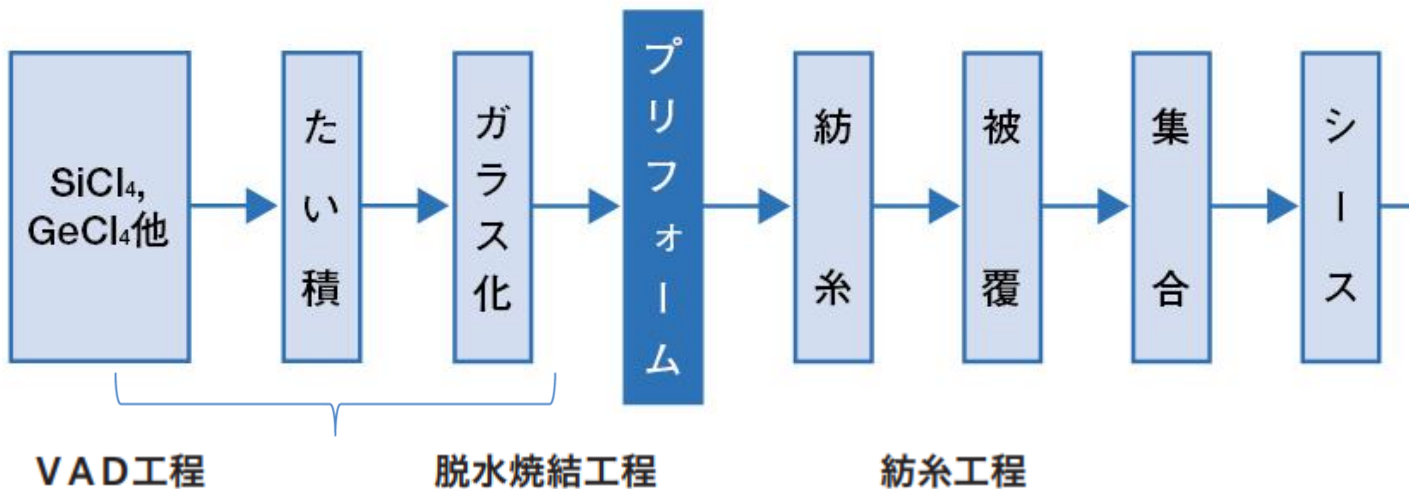 SiCl₄,
GeCl₄他
たい積
ガラス化
プリフォーム
紡糸
被覆
集合
シース
VAD工程
脱水焼結工程
紡糸工程